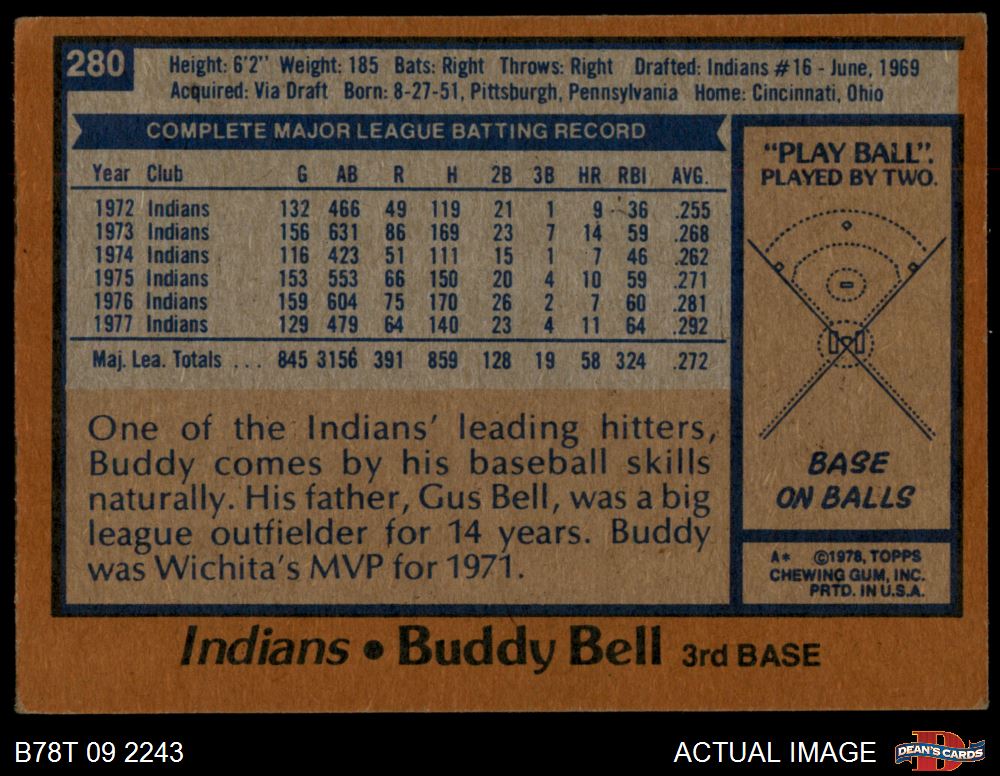 280
Height: 6'2" Weight: 185 Bats: Right Throws: Right Drafted: Indians #16 - June, 1969
Acquired: Via Draft Born: 8-27-51, Pittsburgh, Pennsylvania Home: Cincinnati, Ohio
COMPLETE MAJOR LEAGUE BATTING RECORD
Year Club G AB R H 2B 3B HR RBI AVG.
1972 Indians 132 466 49 119 21 1 9 36 .255
1973 Indians 156 631 86 169 23 7 14 59 .268
1974 Indians 116 423 51 111 15 1 7 46 .262
1975 Indians 153 553 66 150 20 4 10 59 .271
1976 Indians 159 604 75 170 26 2 7 60 .281
1977 Indians 129 479 64 140 23 4 11 64 .292
Maj. Lea. Totals ... 845 3156 391 859 128 19 58 324 .272
One of the Indians' leading hitters,
Buddy comes by his baseball skills
naturally. His father, Gus Bell, was a big
league outfielder for 14 years. Buddy
was Wichita's MVP for 1971.
"PLAY BALL".
PLAYED BY TWO.
BASE
ON BALLS
A* ©1978, TOPPS
CHEWING GUM, INC.
PRTD. IN U.S.A.
Indians • Buddy Bell 3rd BASE
B78T 09 2243
ACTUAL IMAGE
D
DEAN'S CARDS